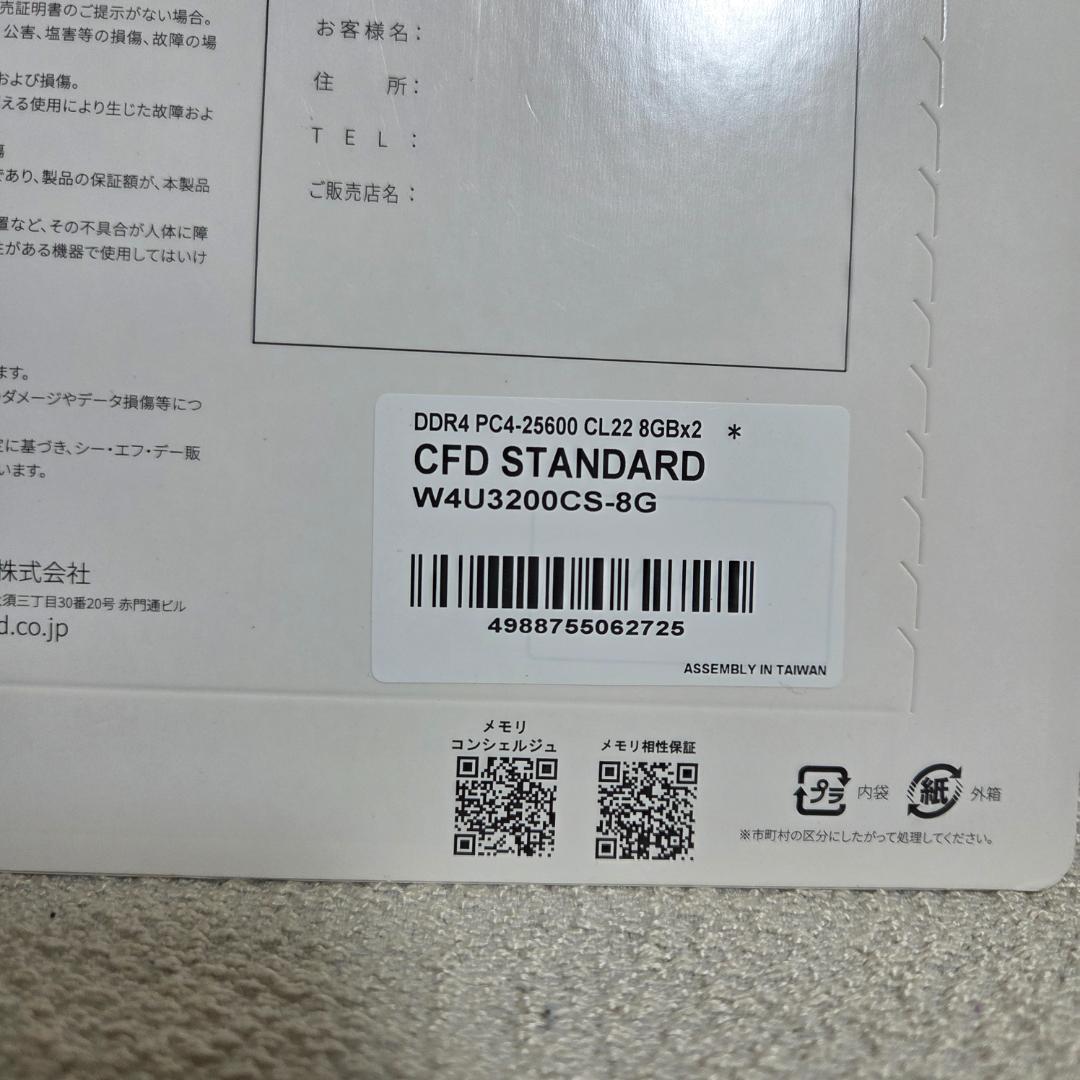 売証明書のご提示がない場合。
公害、塩害等の損傷、故障の場
および損傷。
える使用により生じた故障およ
傷
であり、製品の保証額が、本製品
置など、その不具合が人体に障
性がある機器で使用してはいけ
ます。
ダメージやデータ損傷等につ
定に基づき、シー・エフ・デー販
います。
株式会社
須三丁目30番20号 赤門通ビル
d.co.jp
お客様名：
住　　所：
TEL：
ご販売店名：
DDR4 PC4-25600 CL22 8GBx2 *
CFD STANDARD
W4U3200CS-8G
4988755062725
ASSEMBLY IN TAIWAN
メモリ
コンシェルジュ
メモリ相性保証
プラ 内袋 紙 外箱
※市町村の区分にしたがって処理してください。